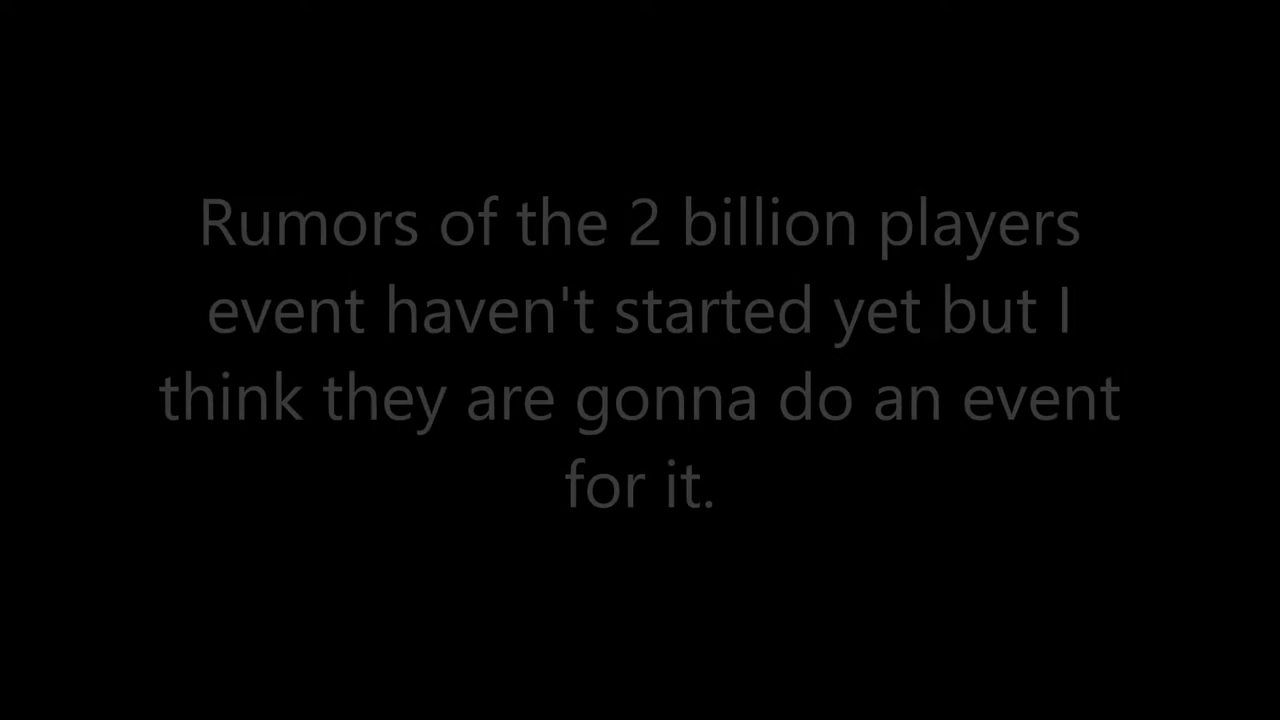 Rumors of the 2 billion players
event haven't started yet but I
think they are gonna do an event
for it.